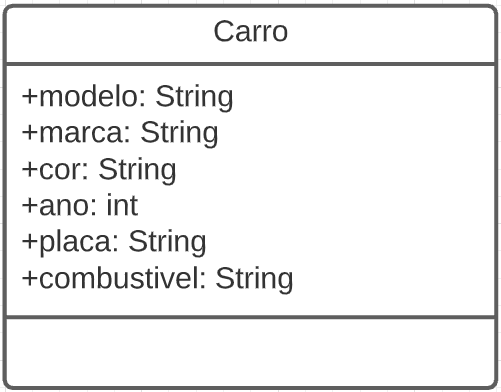 Carro
+modelo: String
+marca: String
+cor: String
+ano: int
+placa: String
+combustivel: String